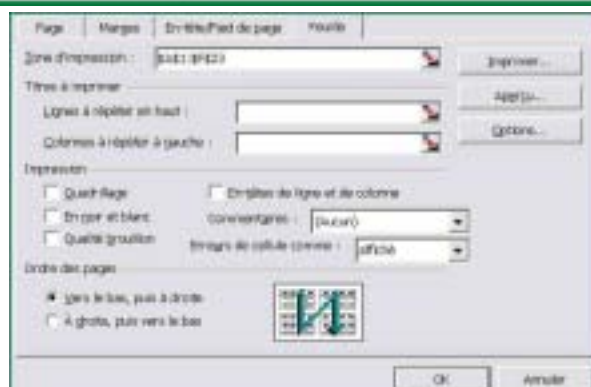 Page Marges En-tête/Pied de page Feuille
Zone d'impression : $A$1:$F$23
Imprimer...
Titres à imprimer
Aperçu...
Lignes à répéter en haut :
Options...
Colonnes à répéter à gauche :
Impression
Quadrillage En-têtes de ligne et de colonne
En noir et blanc Commentaires : (Aucun)
Qualité brouillon Erreurs de cellule comme : affiché
Ordre des pages
Vers le bas, puis à droite
À droite, puis vers le bas
OK Annuler